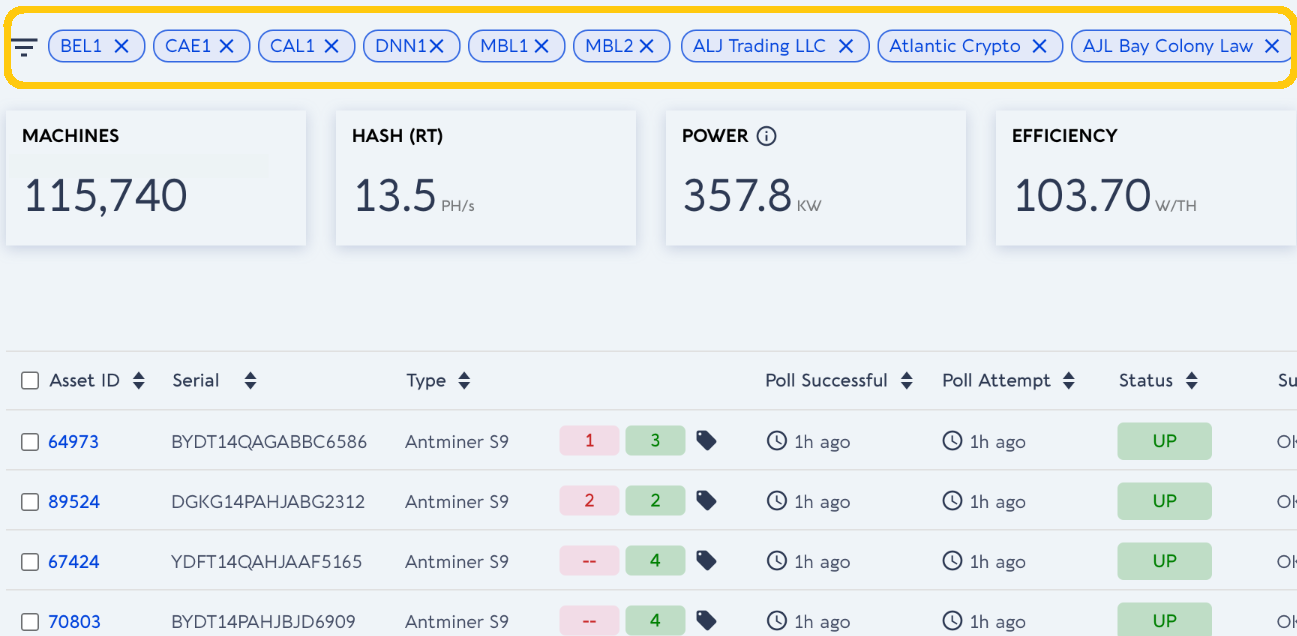 BEL1 CAE1 CAL1 DNN1 MBL1 MBL2 ALJ Trading LLC Atlantic Crypto AJL Bay Colony Law
MACHINES HASH (RT) POWER EFFICIENCY
115,740 13.5 PH/s 357.8 KW 103.70 W/TH
Asset ID Serial Type Poll Successful Poll Attempt Status Su
64973 BYDT14QAGABBC6586 Antminer S9 1 3 1h ago 1h ago UP OK
89524 DGKG14PAHJABG2312 Antminer S9 2 2 1h ago 1h ago UP OK
67424 YDFT14QAHJAAF5165 Antminer S9 -- 4 1h ago 1h ago UP OK
70803 BYDT14PAHJBJD6909 Antminer S9 -- 4 1h ago 1h ago UP OK